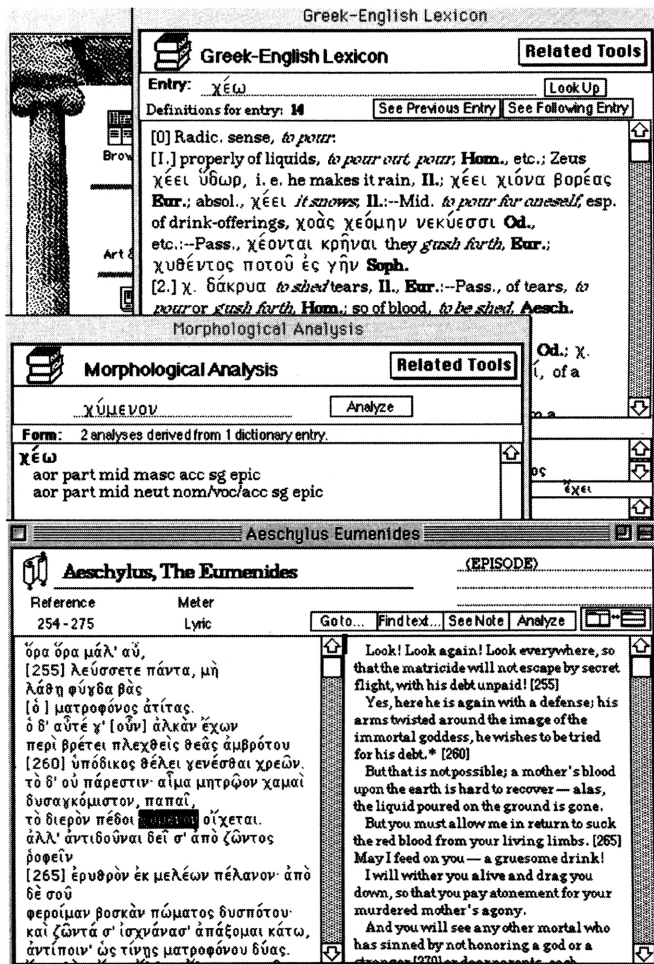 Greek-English Lexicon
Greek-English Lexicon
Related Tools
Entry: χέω
Look Up
Definitions for entry: 14
See Previous Entry
See Following Entry
[0] Radic. sense, to pour.
[I.] properly of liquids, to pour out, pour, Hom., etc.; Zeus
χέει ὕδωρ, i. e. he makes it rain, Il.; χέει χιόνα βορέας
Eur.; absol., χέει it snows, Il.:--Mid. to pour for oneself, esp.
of drink-offerings, χοὰς χεόμην νεκύεσσι Od.,
etc.:--Pass., χέονται κρῆναι they gush forth, Eur.;
χυθέντος ποτοῦ ἐς γῆν Soph.
[2.] χ. δάκρυα to shed tears, Il., Eur.:--Pass., of tears, to
pour or gush forth, Hom.; so of blood, to be shed, Aesch.
Od.; χ.
ί, of a
ος
ἔχει
Brow
Art &
Morphological Analysis
Morphological Analysis
Related Tools
χύμενον
Analyze
Form: 2 analyses derived from 1 dictionary entry.
χέω
aor part mid masc acc sg epic
aor part mid neut nom/voc/acc sg epic
Aeschylus Eumenides
Aeschylus, The Eumenides
(EPISODE)
Reference
Meter
254 - 275
Lyric
Go to...
Find text...
See Note
Analyze
ὅρα ὅρα μάλ' αὖ,
[255] λεύσσετε πάντα, μὴ
λάθῃ φύγδα βὰς
[ὁ ] ματροφόνος ἀτίτας.
ὁ δ' αὖτέ γ' [οὖν] ἀλκὰν ἔχων
περὶ βρέτει πλεχθεὶς θεᾶς ἀμβρότου
[260] ὑπόδικος θέλει γενέσθαι χρεῶν.
τὸ δ' οὐ πάρεστιν· αἷμα μητρῷον χαμαὶ
δυσαγκόμιστον, παπαῖ,
τὸ διερὸν πέδοι χύμενον οἴχεται.
ἀλλ' ἀντιδοῦναι δεῖ σ' ἀπὸ ζῶντος
ῥοφεῖν
[265] ἐρυθρὸν ἐκ μελέων πέλανον· ἀπὸ
δὲ σοῦ
φεροίμαν βοσκὰν πώματος δυσπότου·
καὶ ζῶντά σ' ἰσχνάνασ' ἀπάξομαι κάτω,
ἀντίποιν' ὡς τίνῃς ματροφόνου δύας.
Look! Look again! Look everywhere, so
that the matricide will not escape by secret
flight, with his debt unpaid! [255]
Yes, here he is again with a defense; his
arms twisted around the image of the
immortal goddess, he wishes to be tried
for his debt.* [260]
But that is not possible; a mother's blood
upon the earth is hard to recover — alas,
the liquid poured on the ground is gone.
But you must allow me in return to suck
the red blood from your living limbs. [265]
May I feed on you — a gruesome drink!
I will wither you alive and drag you
down, so that you pay atonement for your
murdered mother's agony.
And you will see any other mortal who
has sinned by not honoring a god or a
stranger [270] or dear parents, each